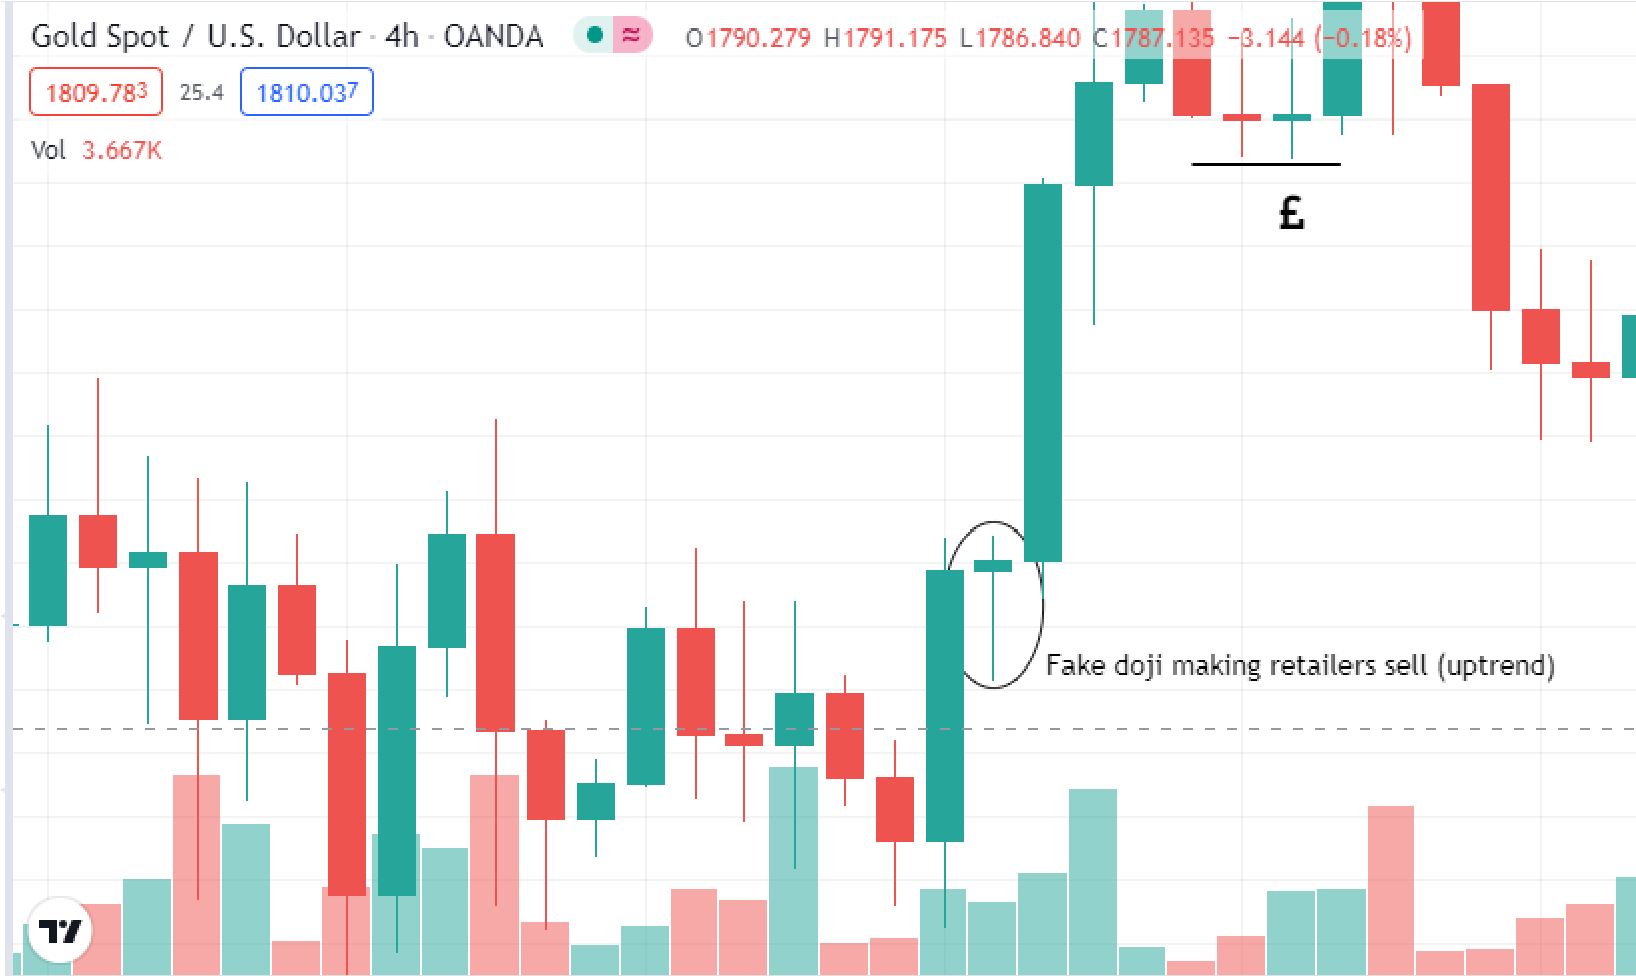 Gold Spot / U.S. Dollar · 4h · OANDA ≈ O1790.279 H1791.175 L1786.840 C1787.135 −3.144 (−0.18%)
1809.783 25.4 1810.037
Vol 3.667K
£
Fake doji making retailers sell (uptrend)